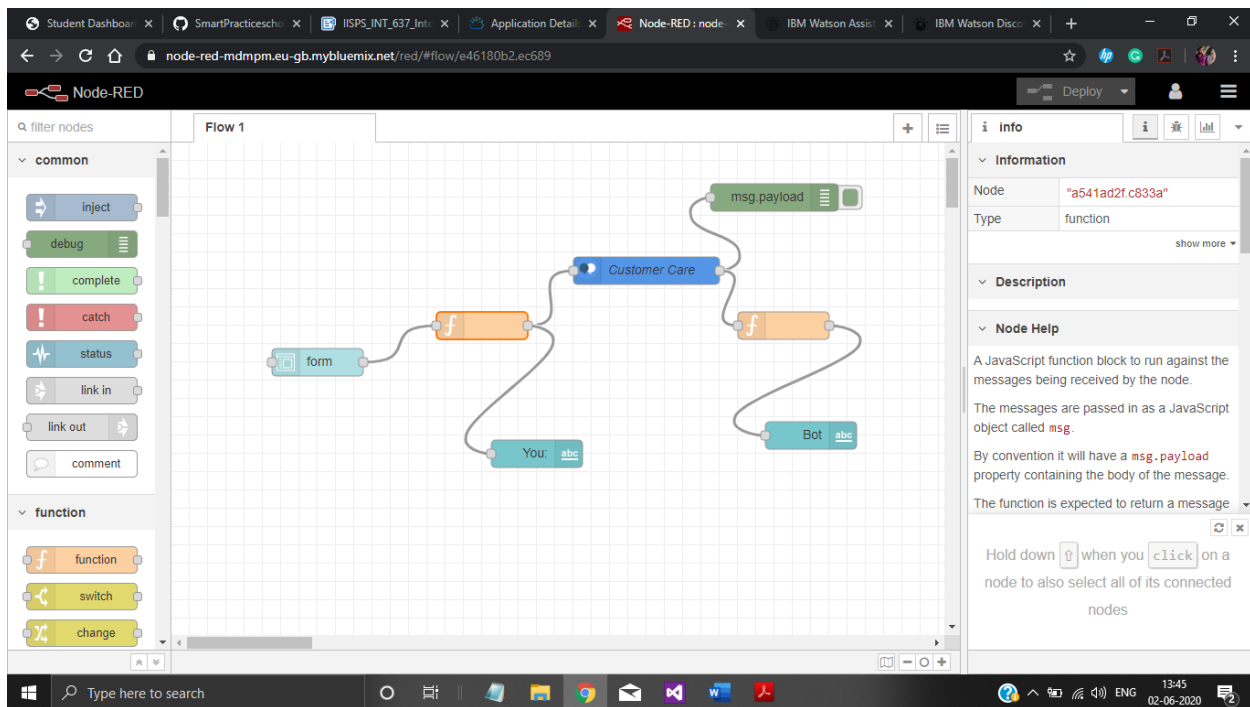 Student Dashboar
SmartPracticescho
IISPS_INT_637_Inte
Application Details
Node-RED : node-
IBM Watson Assist
IBM Watson Disco
node-red-mdmpm.eu-gb.mybluemix.net/red/#flow/e46180b2.ec689
Node-RED
Deploy
filter nodes
Flow 1
i info
common
inject
debug
complete
catch
status
link in
link out
comment
function
function
switch
change
msg.payload
Customer Care
form
You: abc
Bot abc
Information
Node "a541ad2f.c833a"
Type function
show more
Description
Node Help
A JavaScript function block to run against the
messages being received by the node.
The messages are passed in as a JavaScript
object called msg.
By convention it will have a msg.payload
property containing the body of the message.
The function is expected to return a message
Hold down ⇧ when you click on a
node to also select all of its connected
nodes
Type here to search
ENG
13:45
02-06-2020
2